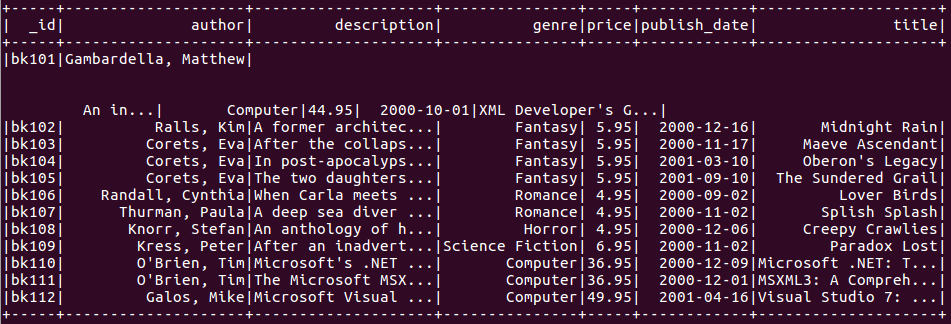 +-----+--------------------+--------------------+---------------+-----+------------+--------------------+
|  _id|              author|         description|          genre|price|publish_date|               title|
+-----+--------------------+--------------------+---------------+-----+------------+--------------------+
|bk101|Gambardella, Matthew|
         An in...|       Computer|44.95|  2000-10-01|XML Developer's G...|
|bk102|          Ralls, Kim|A former architec...|        Fantasy| 5.95|  2000-12-16|       Midnight Rain|
|bk103|         Corets, Eva|After the collaps...|        Fantasy| 5.95|  2000-11-17|     Maeve Ascendant|
|bk104|         Corets, Eva|In post-apocalyps...|        Fantasy| 5.95|  2001-03-10|     Oberon's Legacy|
|bk105|         Corets, Eva|The two daughters...|        Fantasy| 5.95|  2001-09-10|  The Sundered Grail|
|bk106|    Randall, Cynthia|When Carla meets ...|        Romance| 4.95|  2000-09-02|         Lover Birds|
|bk107|      Thurman, Paula|A deep sea diver ...|        Romance| 4.95|  2000-11-02|       Splish Splash|
|bk108|       Knorr, Stefan|An anthology of h...|         Horror| 4.95|  2000-12-06|     Creepy Crawlies|
|bk109|        Kress, Peter|After an inadvert...|Science Fiction| 6.95|  2000-11-02|        Paradox Lost|
|bk110|        O'Brien, Tim|Microsoft's .NET ...|       Computer|36.95|  2000-12-09|Microsoft .NET: T...|
|bk111|        O'Brien, Tim|The Microsoft MSX...|       Computer|36.95|  2000-12-01|MSXML3: A Compreh...|
|bk112|         Galos, Mike|Microsoft Visual ...|       Computer|49.95|  2001-04-16|Visual Studio 7: ...|
+-----+--------------------+--------------------+---------------+-----+------------+--------------------+